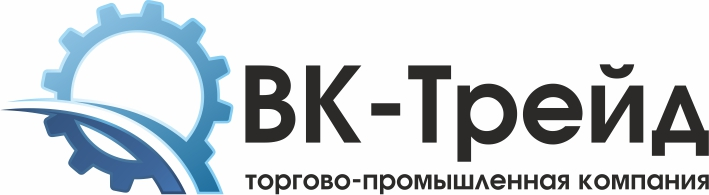 ВК-Трейд
торгово-промышленная компания